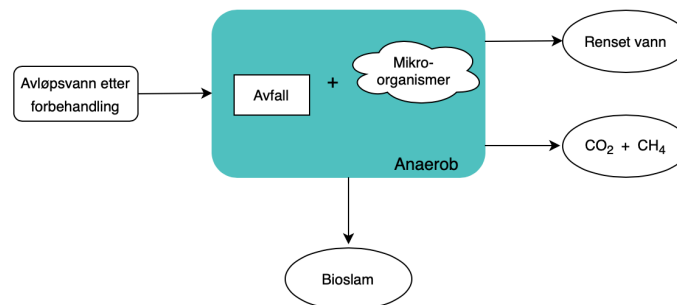 Avløpsvann etter
forbehandling
Avfall
+
Mikro-
organismer
Anaerob
Renset vann
CO₂ + CH₄
Bioslam